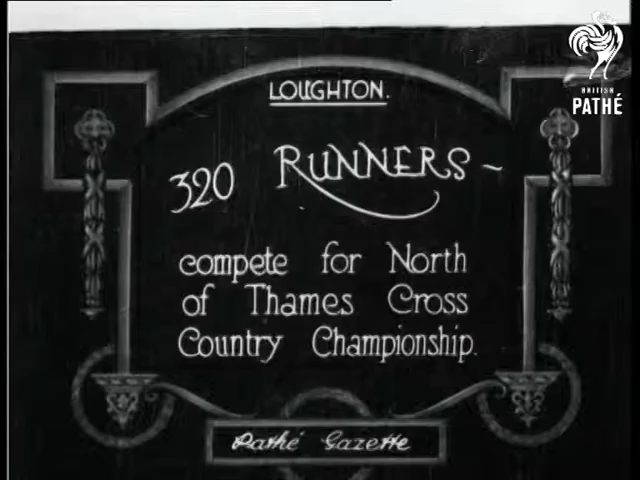 BRITISH
PATHÉ
LOUGHTON.
320 RUNNERS-
compete for North
of Thames Cross
Country Championship.
Pathé Gazette